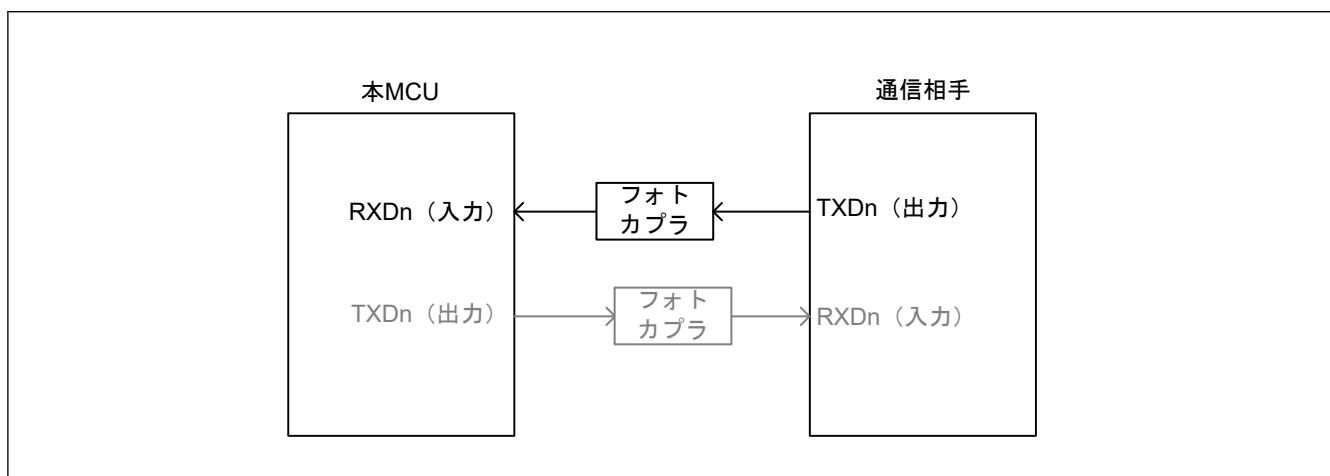 本MCU
通信相手
RXDn（入力）
フォト
カプラ
TXDn（出力）
TXDn（出力）
フォト
カプラ
RXDn（入力）